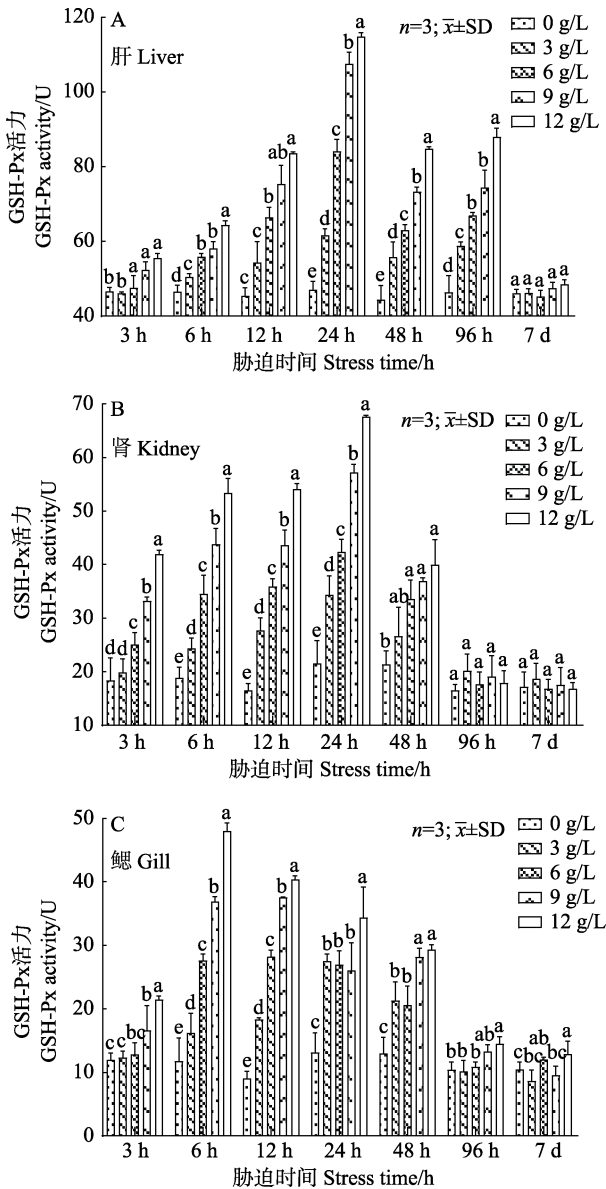 A
肝 Liver
n=3; x̅±SD
0 g/L
3 g/L
6 g/L
9 g/L
12 g/L
GSH-Px活力
GSH-Px activity/U
120
100
80
60
40
b b a a a
d c b b a
d c b ab a
e d c b a
d c c b a
e d c b a
a a a a a
3 h 6 h 12 h 24 h 48 h 96 h 7 d
胁迫时间 Stress time/h
B
肾 Kidney
n=3; x̅±SD
0 g/L
3 g/L
6 g/L
9 g/L
12 g/L
GSH-Px活力
GSH-Px activity/U
70
60
50
40
30
20
10
d d c b a
e d c b a
e d c b a
e d c b a
b ab a a a
a a a a a
a a a a a
3 h 6 h 12 h 24 h 48 h 96 h 7 d
胁迫时间 Stress time/h
C
鳃 Gill
n=3; x̅±SD
0 g/L
3 g/L
6 g/L
9 g/L
12 g/L
GSH-Px活力
GSH-Px activity/U
50
40
30
20
10
0
c c bc b a
e d c b a
e d c b a
c b b b a
c b b a a
b b b ab a
c bc ab bc a
3 h 6 h 12 h 24 h 48 h 96 h 7 d
胁迫时间 Stress time/h